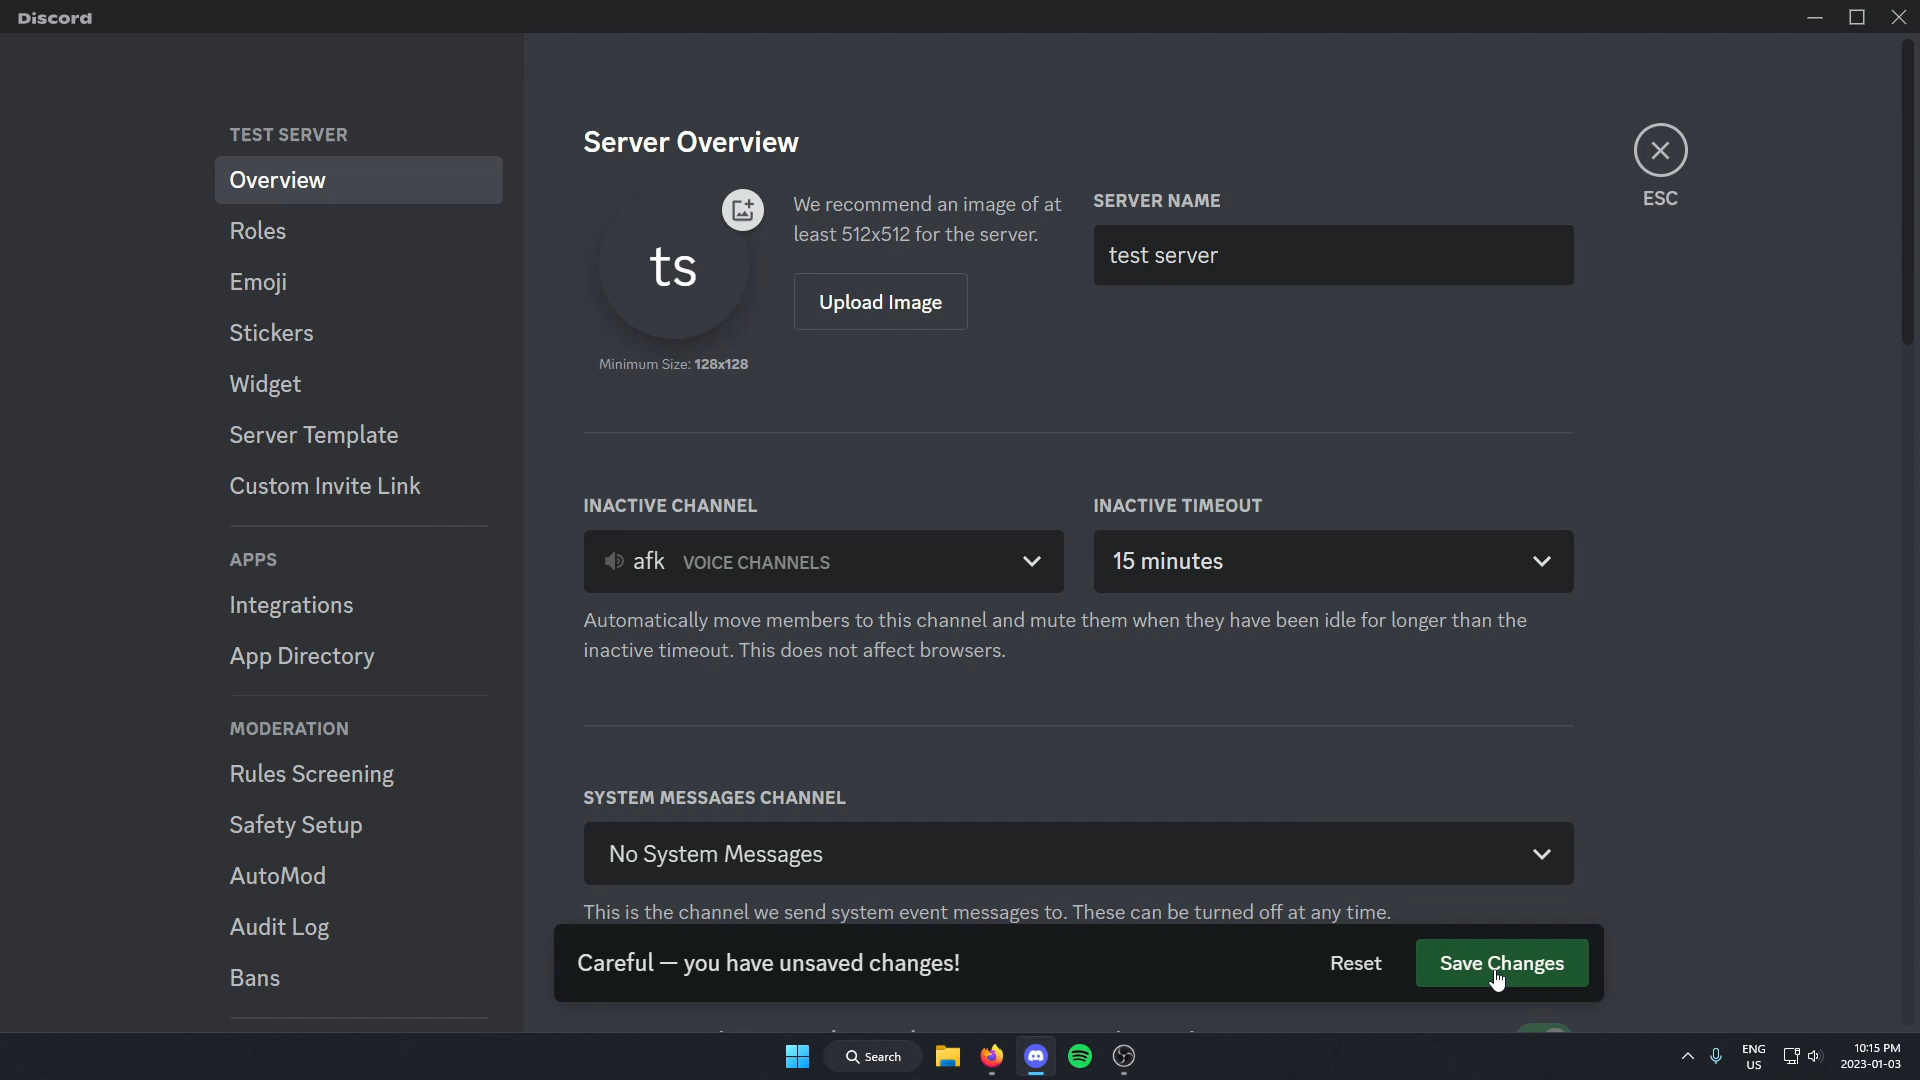 Discord
TEST SERVER
Overview
Roles
Emoji
Stickers
Widget
Server Template
Custom Invite Link
APPS
Integrations
App Directory
MODERATION
Rules Screening
Safety Setup
AutoMod
Audit Log
Bans
Server Overview
ts
Minimum Size: 128x128
We recommend an image of at
least 512x512 for the server.
Upload Image
SERVER NAME
test server
ESC
INACTIVE CHANNEL
afk VOICE CHANNELS
INACTIVE TIMEOUT
15 minutes
Automatically move members to this channel and mute them when they have been idle for longer than the
inactive timeout. This does not affect browsers.
SYSTEM MESSAGES CHANNEL
No System Messages
This is the channel we send system event messages to. These can be turned off at any time.
Careful — you have unsaved changes!
Reset
Save Changes
Search
ENG
US
10:15 PM
2023-01-03